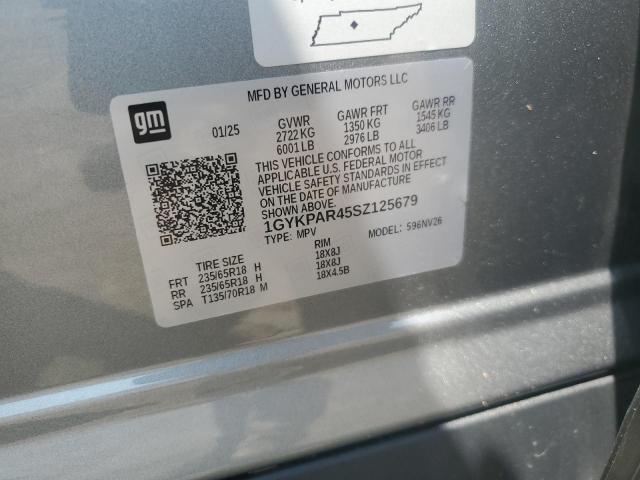 MFD BY GENERAL MOTORS LLC
gm
01/25
GVWR
2722 KG
6001 LB
GAWR FRT
1350 KG
2976 LB
GAWR RR
1545 KG
3406 LB
THIS VEHICLE CONFORMS TO ALL
APPLICABLE U.S. FEDERAL MOTOR
VEHICLE SAFETY STANDARDS IN EFFECT
ON THE DATE OF MANUFACTURE
SHOWN ABOVE.
1GYKPAR45SZ125679
TYPE: MPV
MODEL: 596NV26
TIRE SIZE
RIM
FRT 235/65R18 H 18X8J
RR 235/65R18 H 18X8J
SPA T135/70R18 M 18X4.5B